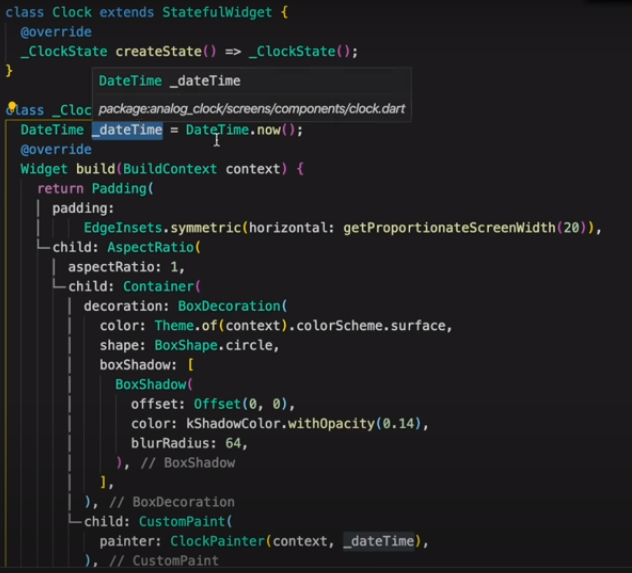 class Clock extends StatefulWidget {
@override
_ClockState createState() => _ClockState();
}
DateTime _dateTime
package:analog_clock/screens/components/clock.dart
class _Cloc
DateTime _dateTime = DateTime.now();
@override
Widget build(BuildContext context) {
return Padding(
padding:
EdgeInsets.symmetric(horizontal: getProportionateScreenWidth(20)),
child: AspectRatio(
aspectRatio: 1,
child: Container(
decoration: BoxDecoration(
color: Theme.of(context).colorScheme.surface,
shape: BoxShape.circle,
boxShadow: [
BoxShadow(
offset: Offset(0, 0),
color: kShadowColor.withOpacity(0.14),
blurRadius: 64,
), // BoxShadow
],
), // BoxDecoration
child: CustomPaint(
painter: ClockPainter(context, _dateTime),
), // CustomPaint